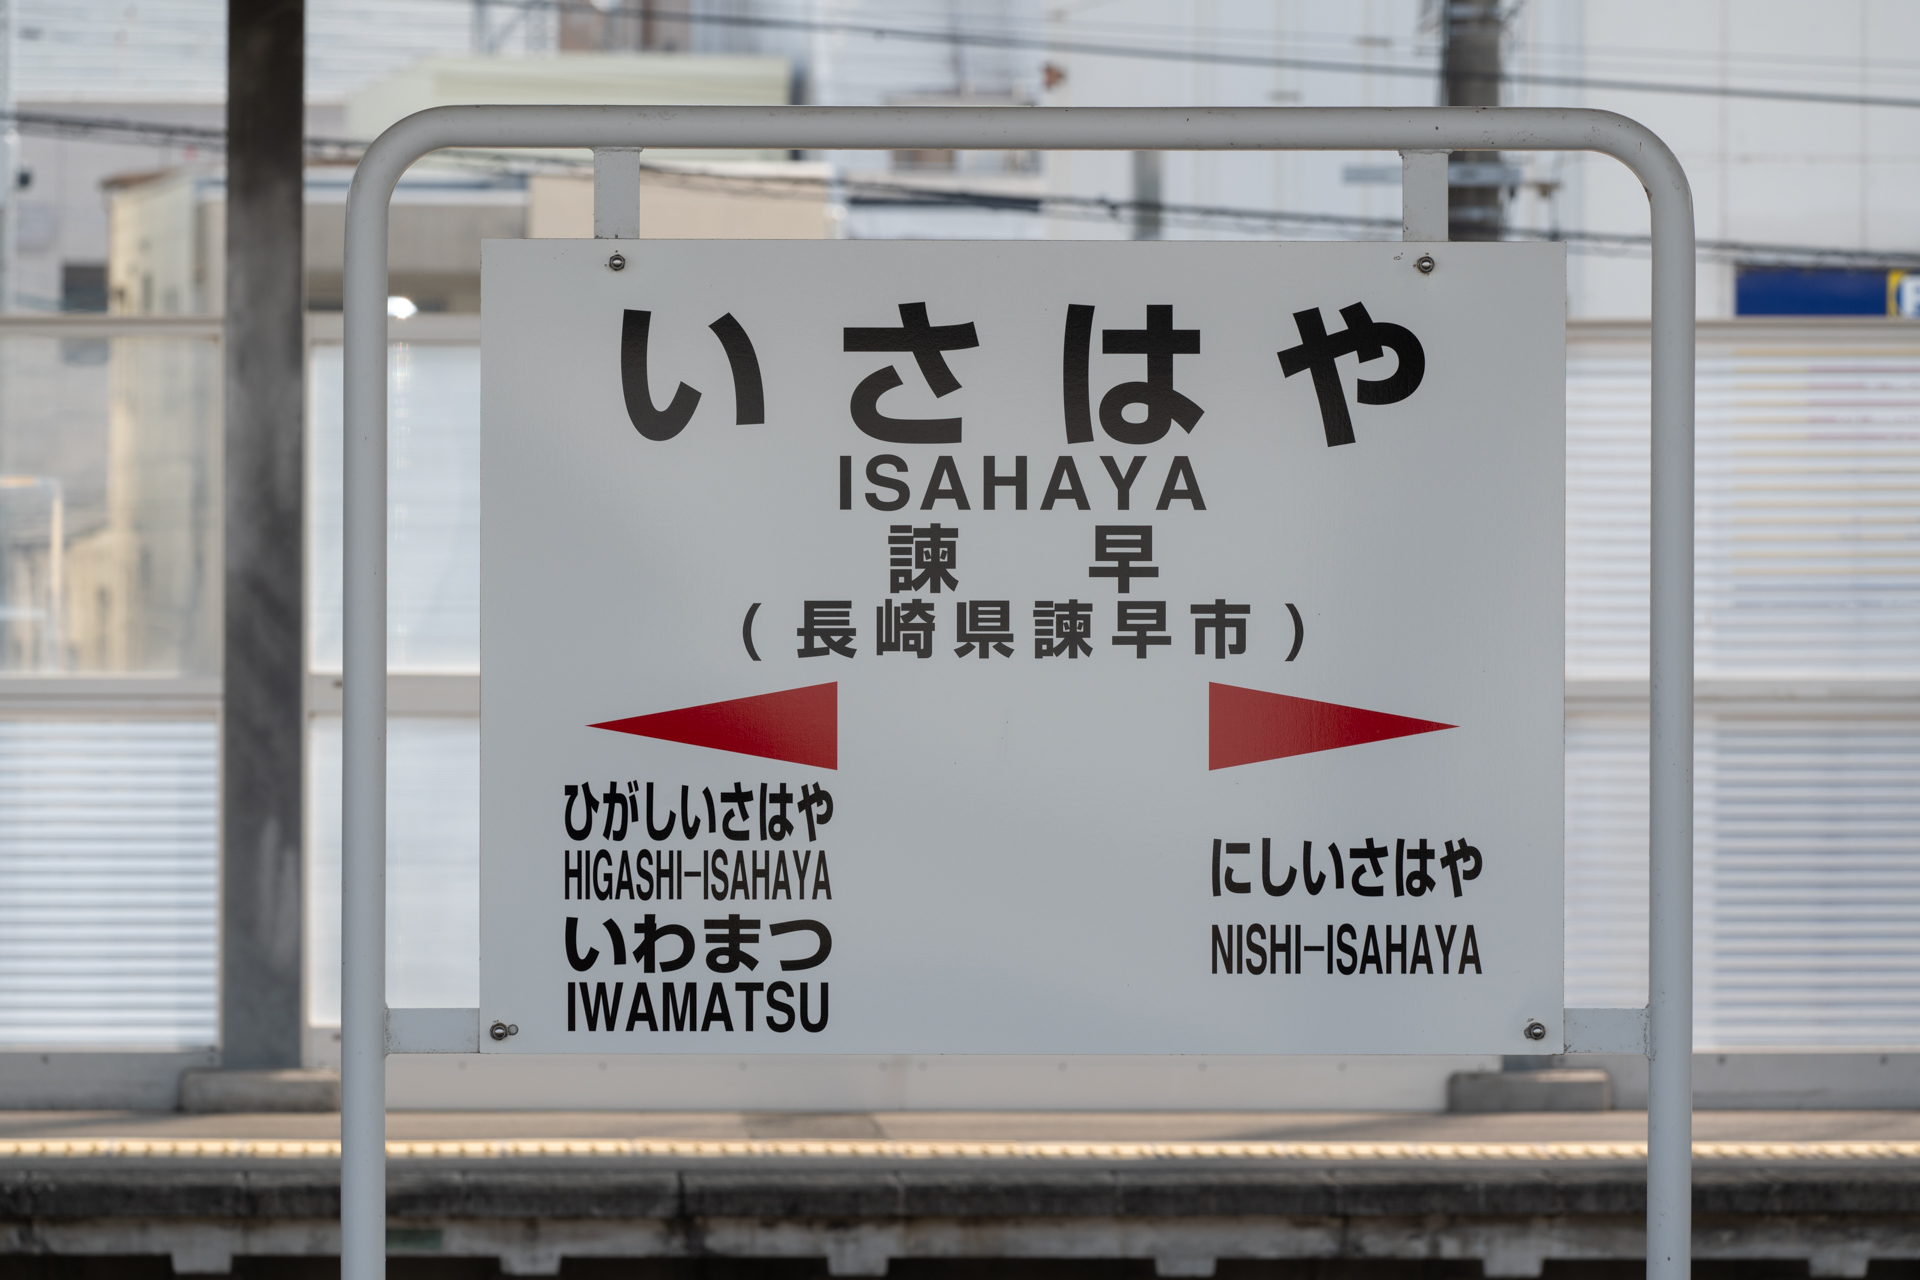 いさはや
ISAHAYA
諫早
(長崎県諫早市)
ひがしいさはや
HIGASHI-ISAHAYA
いわまつ
IWAMATSU
にしいさはや
NISHI-ISAHAYA